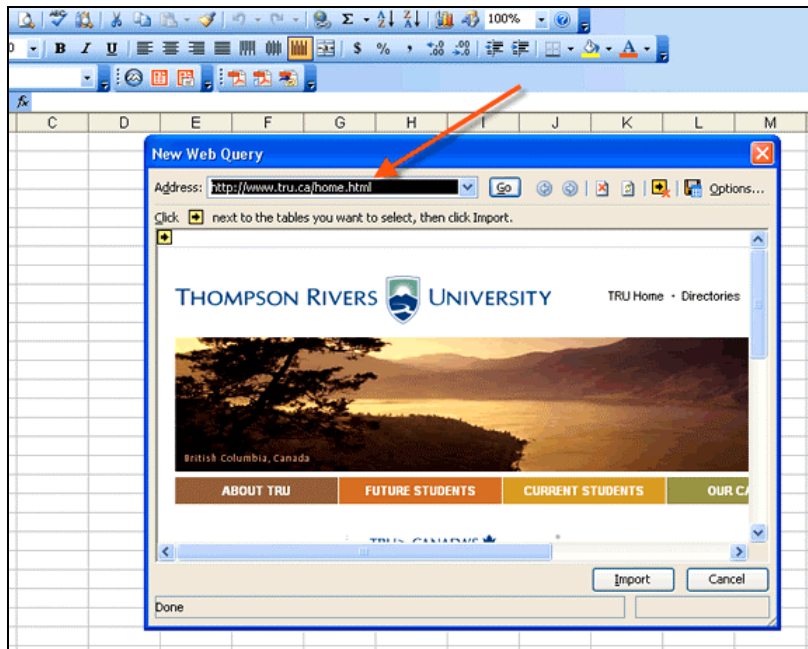 100%
B I U $ % ,
fx
C D E F G H I J K L M
New Web Query
Address: http://www.tru.ca/home.html Go Options...
Click next to the tables you want to select, then click Import.
THOMPSON RIVERS UNIVERSITY TRU Home · Directories
British Columbia, Canada
ABOUT TRU FUTURE STUDENTS CURRENT STUDENTS OUR CA
Import Cancel
Done